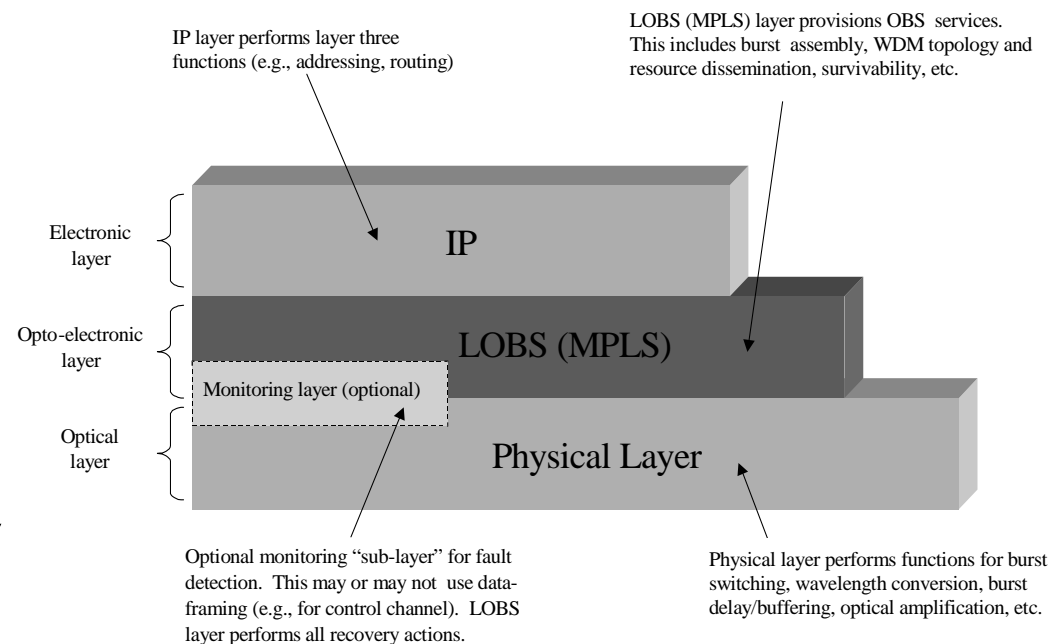 IP layer performs layer three
functions (e.g., addressing, routing)
LOBS (MPLS) layer provisions OBS services.
This includes burst assembly, WDM topology and
resource dissemination, survivability, etc.
Electronic
layer
IP
Opto-electronic
layer
LOBS (MPLS)
Monitoring layer (optional)
Optical
layer
Physical Layer
Optional monitoring “sub-layer” for fault
detection. This may or may not use data-
framing (e.g., for control channel). LOBS
layer performs all recovery actions.
Physical layer performs functions for burst
switching, wavelength conversion, burst
delay/buffering, optical amplification, etc.